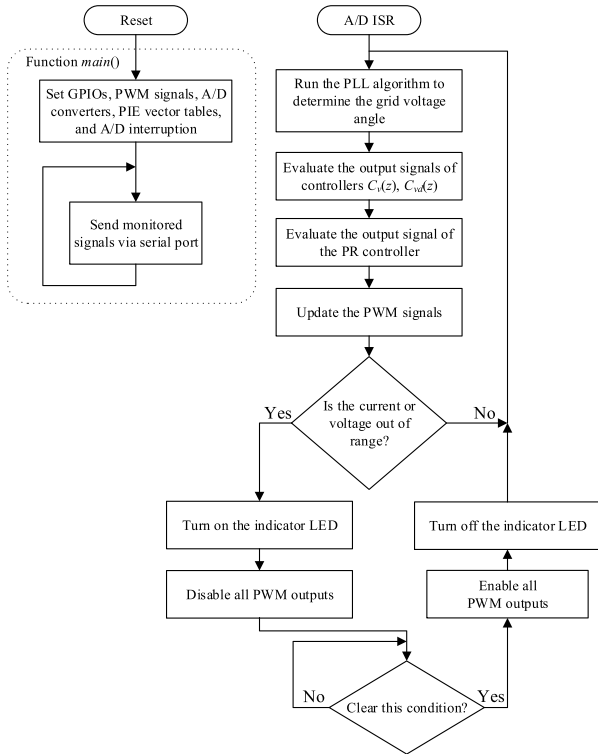 Reset
Function main()
Set GPIOs, PWM signals, A/D
converters, PIE vector tables,
and A/D interruption
Send monitored
signals via serial port
A/D ISR
Run the PLL algorithm to
determine the grid voltage
angle
Evaluate the output signals of
controllers Cv(z), Cvd(z)
Evaluate the output signal of
the PR controller
Update the PWM signals
Is the current or
voltage out of
range?
Yes
No
Turn on the indicator LED
Disable all PWM outputs
Turn off the indicator LED
Enable all
PWM outputs
Clear this condition?
No
Yes